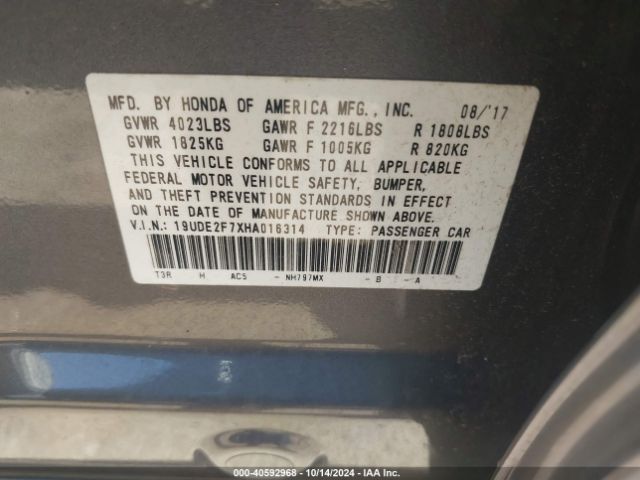 MFD. BY HONDA OF AMERICA MFG., INC. 08/'17
GVWR 4023LBS GAWR F 2216LBS R 1808LBS
GVWR 1825KG GAWR F 1005KG R 820KG
THIS VEHICLE CONFORMS TO ALL APPLICABLE
FEDERAL MOTOR VEHICLE SAFETY, BUMPER,
AND THEFT PREVENTION STANDARDS IN EFFECT
ON THE DATE OF MANUFACTURE SHOWN ABOVE.
V.I.N.: 19UDE2F7XHA016314 TYPE: PASSENGER CAR
T3R H AC5 - NH797MX - B - A
000-40592968 - 10/14/2024 - IAA Inc.